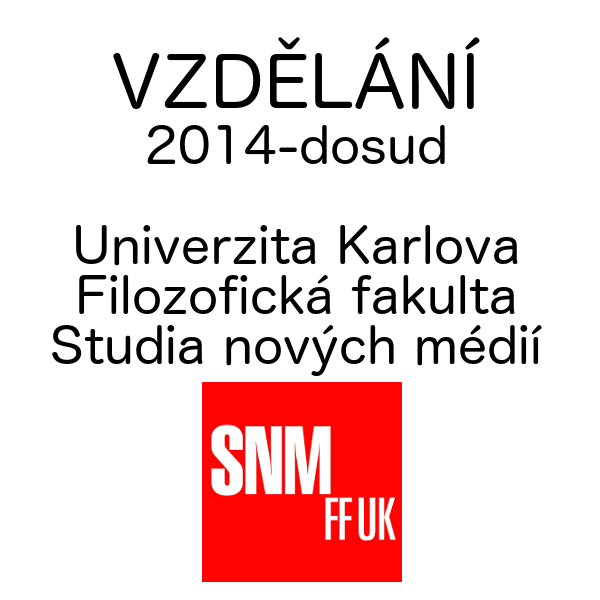 VZDĚLÁNÍ
2014-dosud
Univerzita Karlova
Filozofická fakulta
Studia nových médií
SNM
FF UK